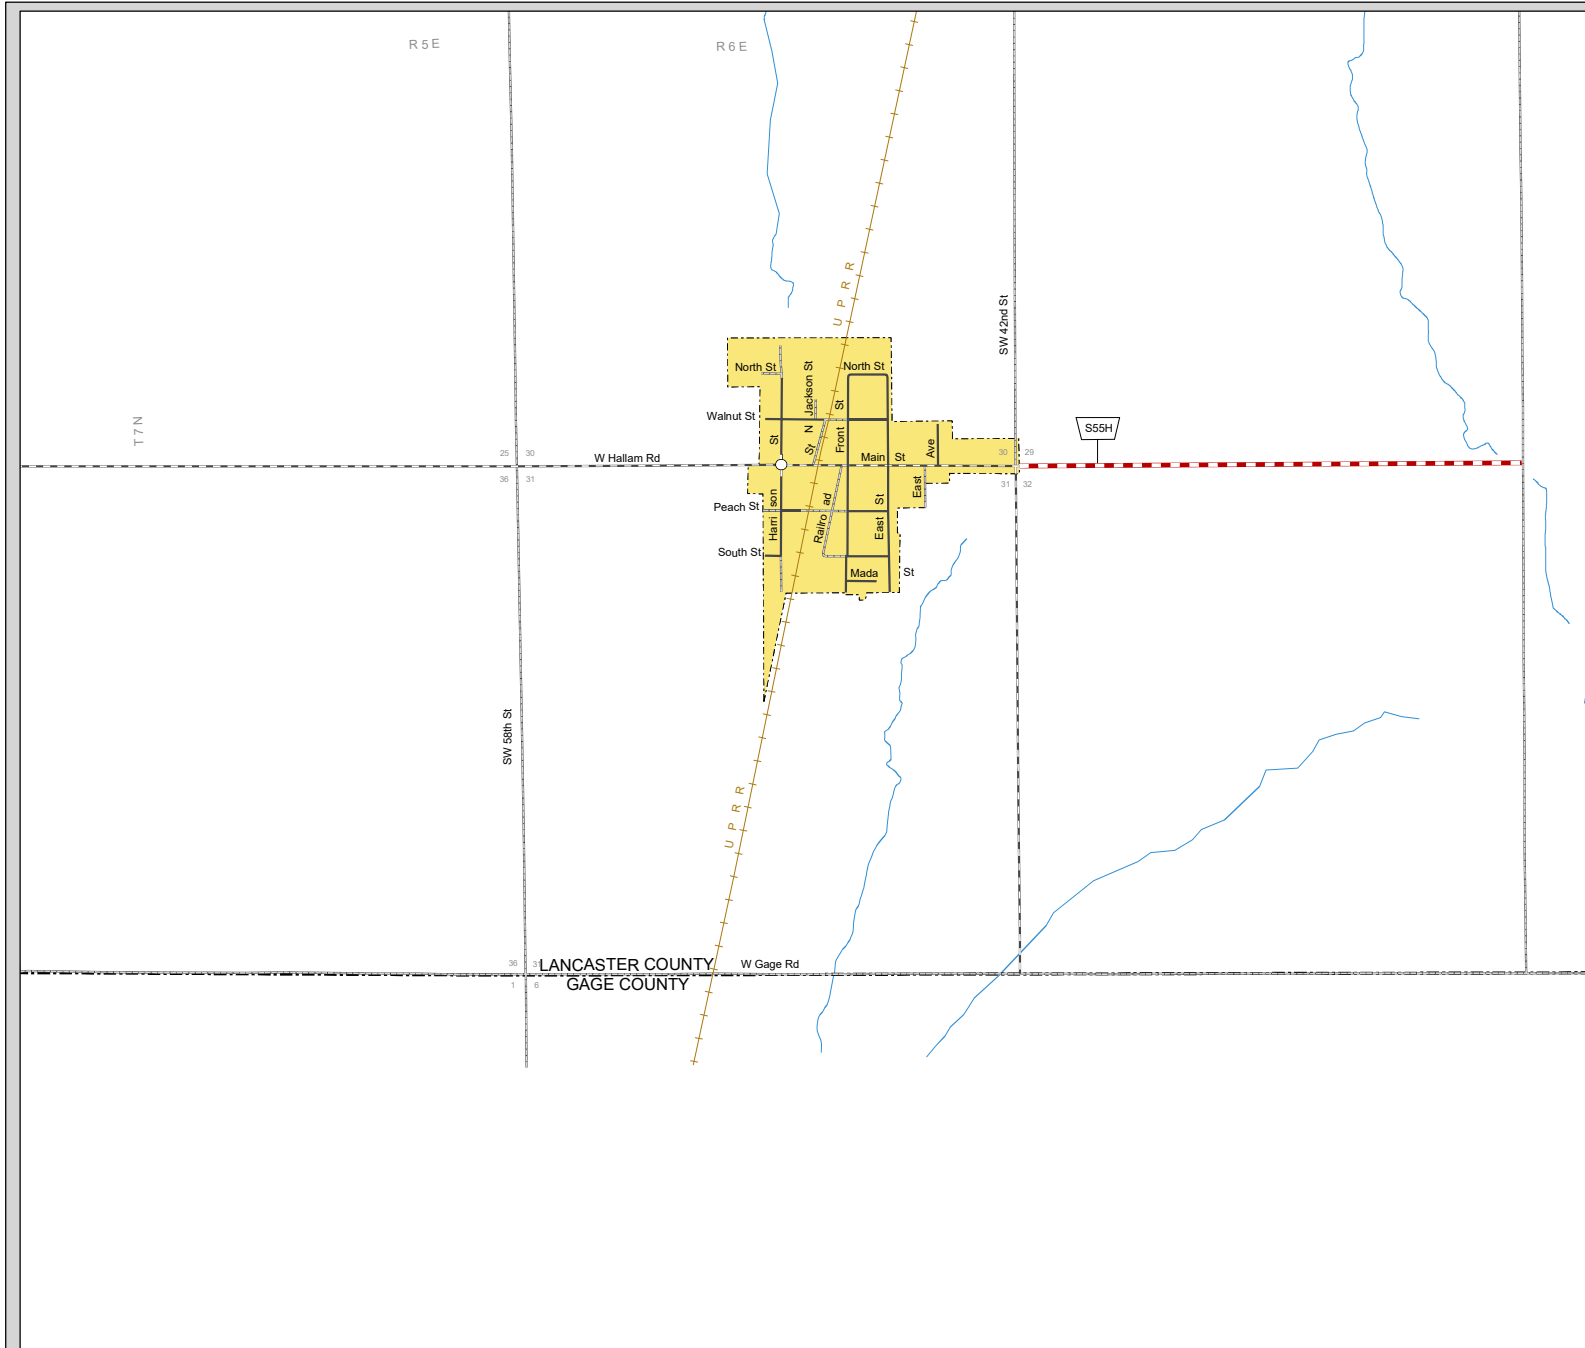 R 5 E
R 6 E
U P R R
SW 42nd St
North St
Jackson St
North St
Walnut St
St
N
St
Front
St
T 7 N
S55H
25 30
W Hallam Rd
Main St
Ave
30 29
36 31
31 32
Peach St
Harri son
Railro ad
East St
East
South St
Mada St
SW 58th St
U P R R
36 31
LANCASTER COUNTY
W Gage Rd
1 6
GAGE COUNTY